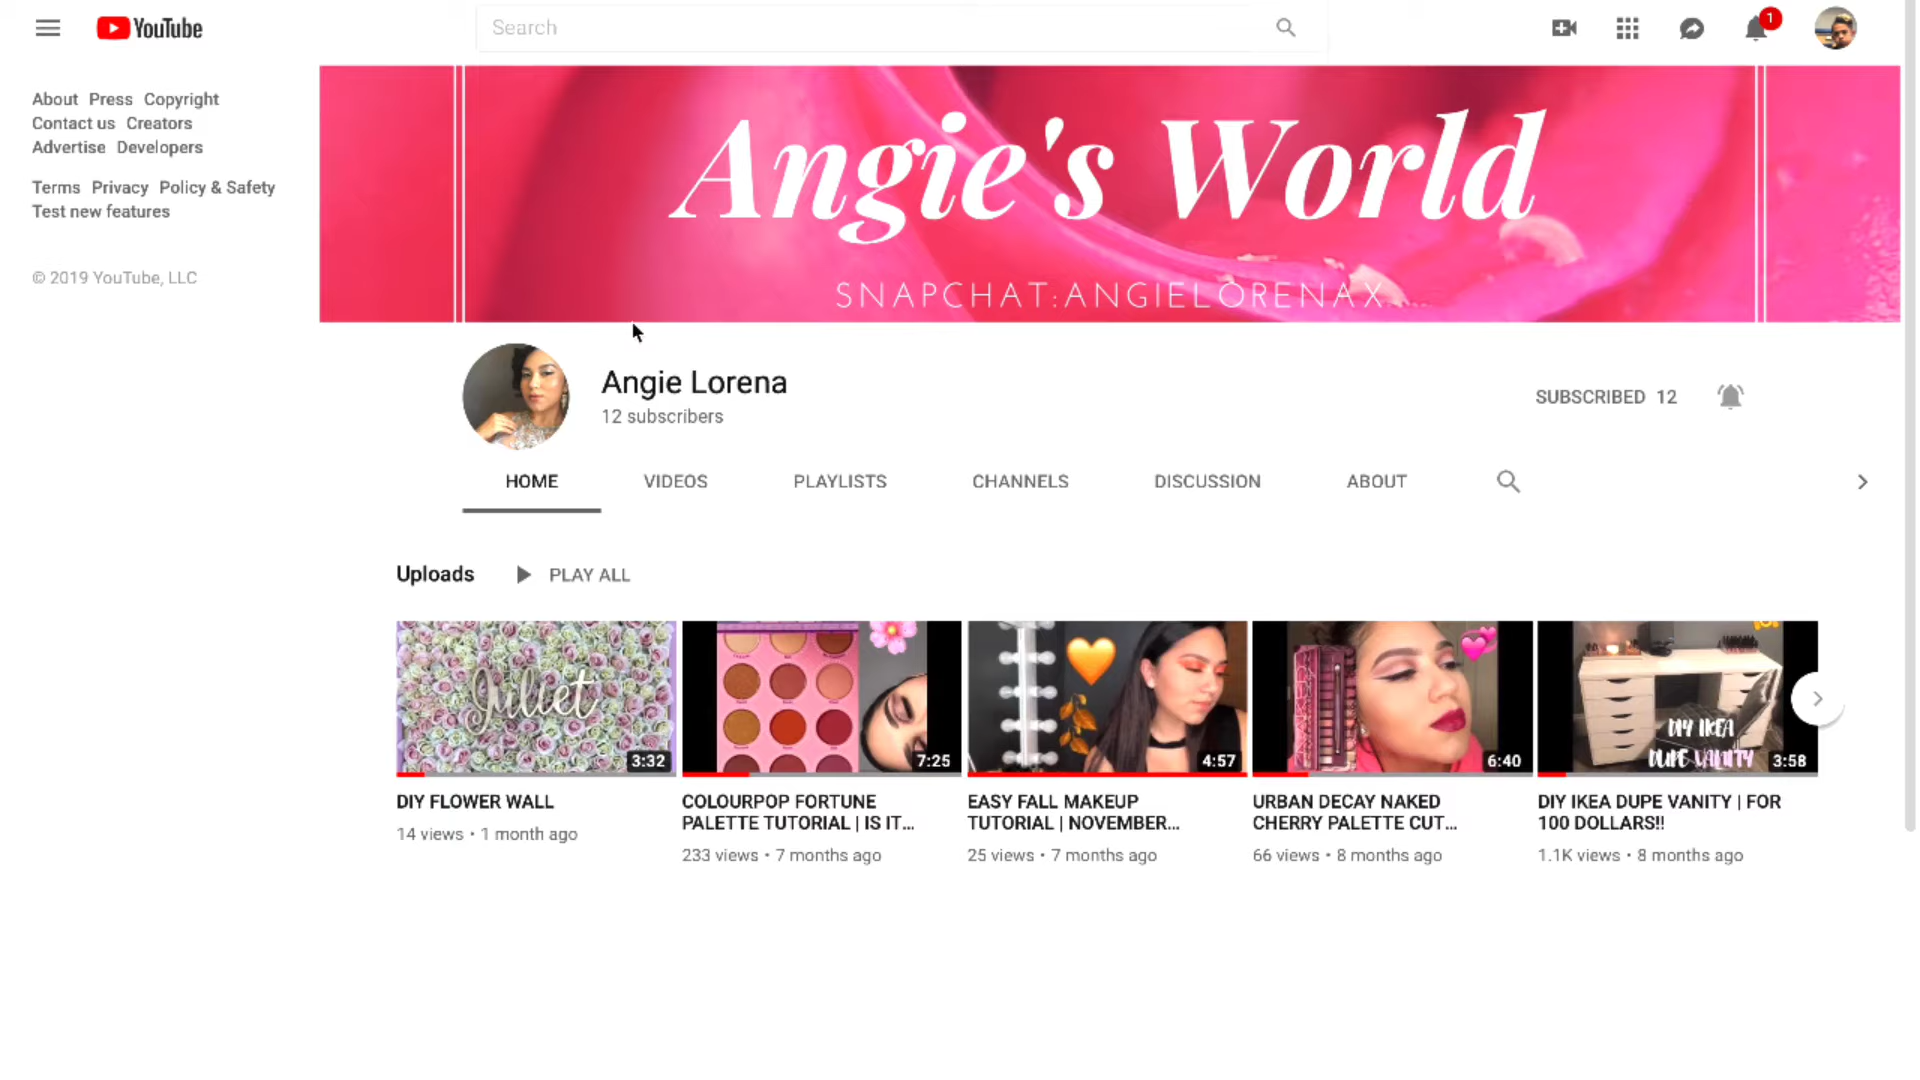 YouTube
Search
1
About Press Copyright
Contact us Creators
Advertise Developers
Terms Privacy Policy & Safety
Test new features
© 2019 YouTube, LLC
Angie's World
SNAPCHAT:ANGIELORENAX
Angie Lorena
12 subscribers
SUBSCRIBED 12
HOME VIDEOS PLAYLISTS CHANNELS DISCUSSION ABOUT
Uploads PLAY ALL
Juliet
3:32
7:25
4:57
6:40
DIY IKEA
DUPE VANITY
3:58
DIY FLOWER WALL
14 views • 1 month ago
COLOURPOP FORTUNE
PALETTE TUTORIAL | IS IT...
233 views • 7 months ago
EASY FALL MAKEUP
TUTORIAL | NOVEMBER...
25 views • 7 months ago
URBAN DECAY NAKED
CHERRY PALETTE CUT...
66 views • 8 months ago
DIY IKEA DUPE VANITY | FOR
100 DOLLARS!!
1.1K views • 8 months ago